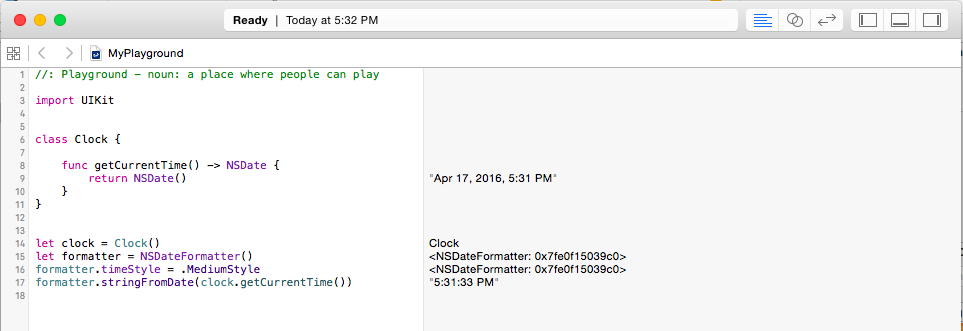 Ready | Today at 5:32 PM
MyPlayground
1 //: Playground - noun: a place where people can play
2
3 import UIKit
4
5
6 class Clock {
7
8 func getCurrentTime() -> NSDate {
9 return NSDate() "Apr 17, 2016, 5:31 PM"
10 }
11 }
12
13
14 let clock = Clock() Clock
15 let formatter = NSDateFormatter() <NSDateFormatter: 0x7fe0f15039c0>
16 formatter.timeStyle = .MediumStyle <NSDateFormatter: 0x7fe0f15039c0>
17 formatter.stringFromDate(clock.getCurrentTime()) "5:31:33 PM"
18